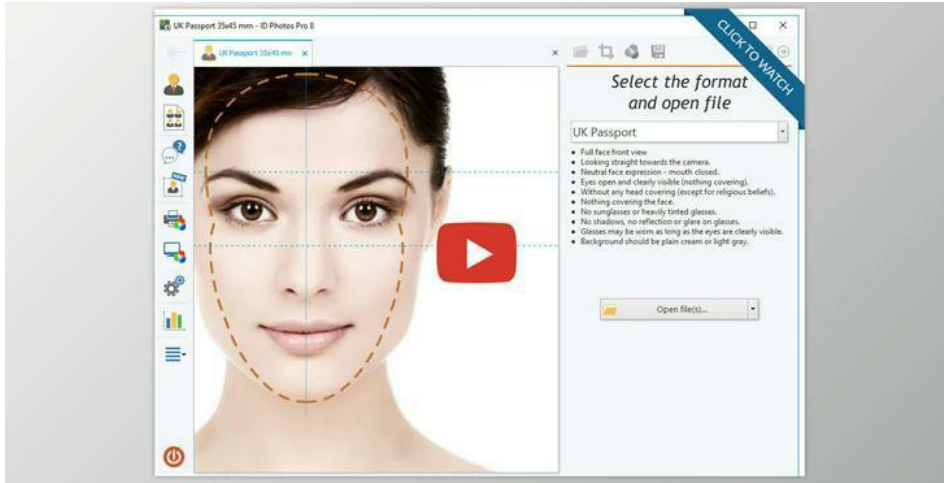 UK Passport 35x45 mm - ID Photos Pro 8
CLICK TO WATCH
UK Passport 35x45 mm
Select the format
and open file
UK Passport
Full face front view
Looking straight towards the camera.
Neutral face expression - mouth closed.
Eyes open and clearly visible (nothing covering).
Without any head covering (except for religious beliefs).
Nothing covering the face.
No sunglasses or heavily tinted glasses.
No shadows, no reflection or glare on glasses.
Glasses may be worn as long as the eyes are clearly visible.
Background should be plain cream or light gray.
NEW
Open file(s)...